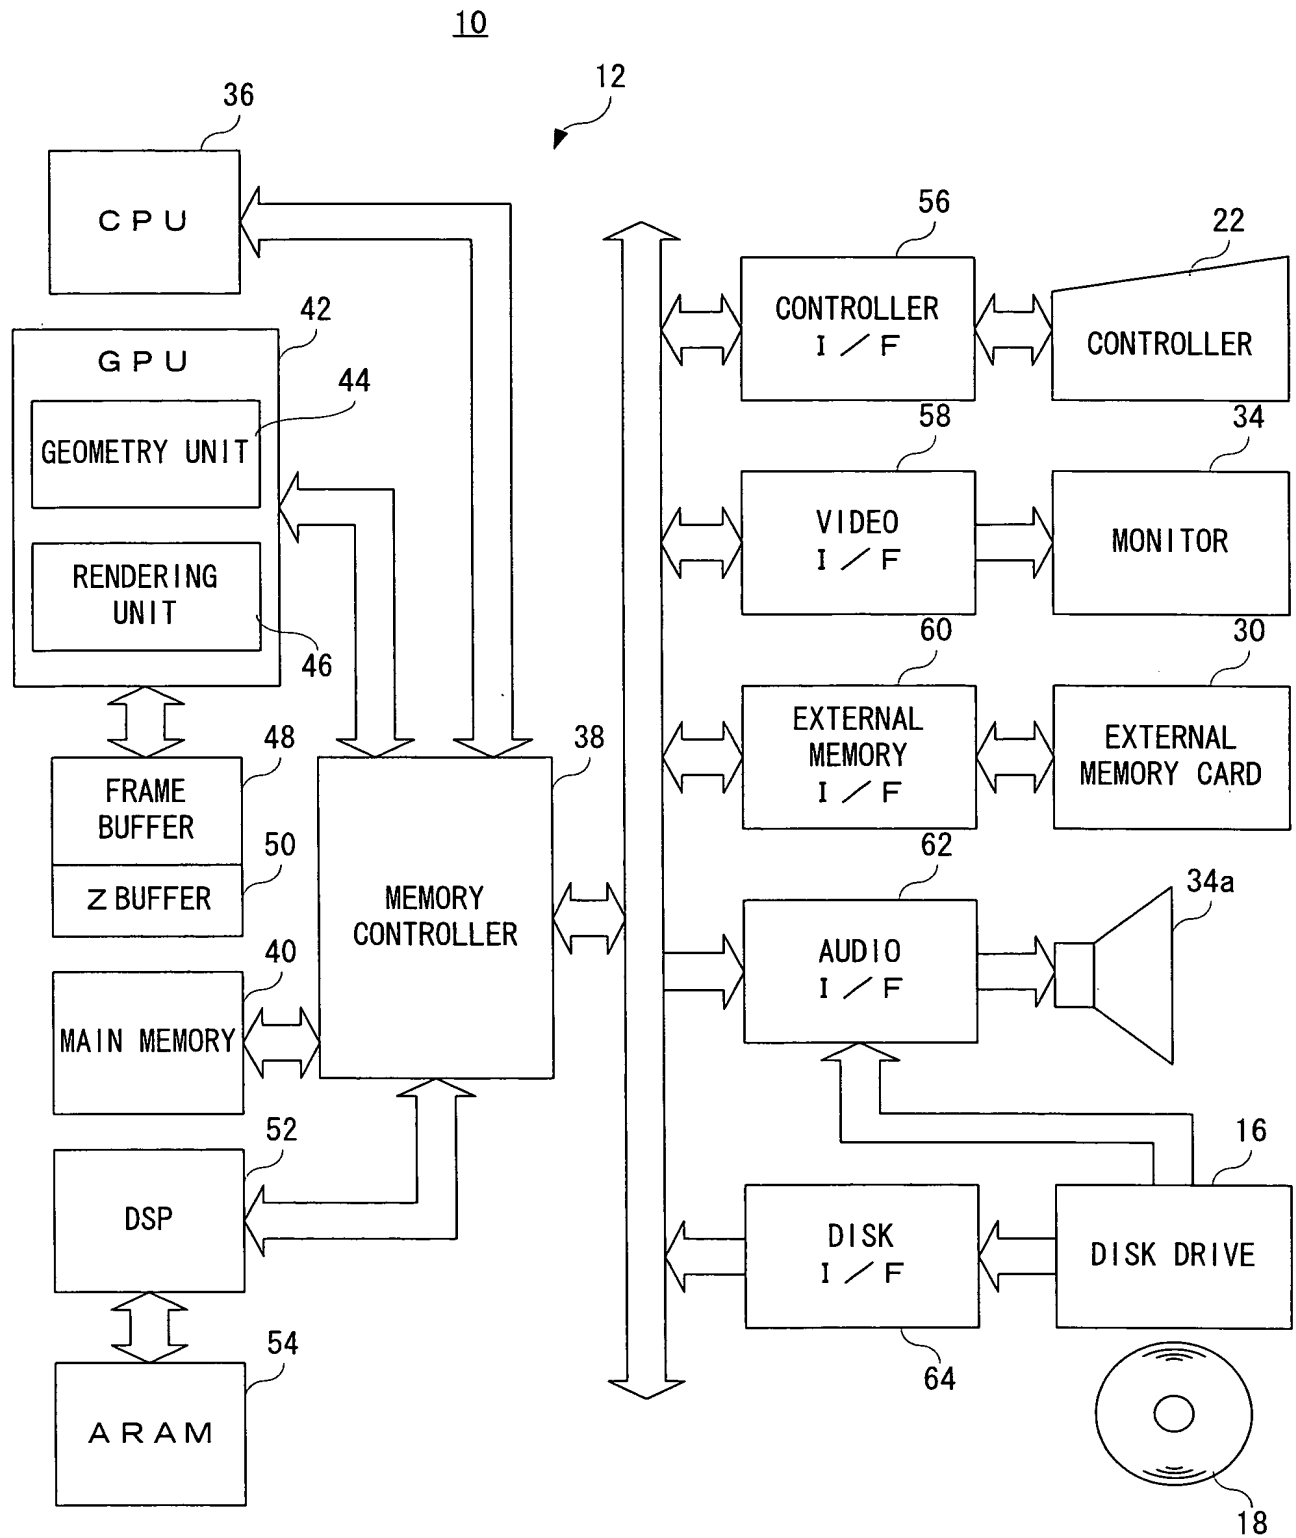 10
12
36
CPU
42
GPU
44
GEOMETRY UNIT
RENDERING
UNIT
46
48
FRAME
BUFFER
50
Z BUFFER
40
MAIN MEMORY
52
DSP
54
ARAM
38
MEMORY
CONTROLLER
56
CONTROLLER
I/F
22
CONTROLLER
58
VIDEO
I/F
34
MONITOR
60
EXTERNAL
MEMORY
I/F
30
EXTERNAL
MEMORY CARD
62
AUDIO
I/F
34a
16
DISK
I/F
64
DISK DRIVE
18